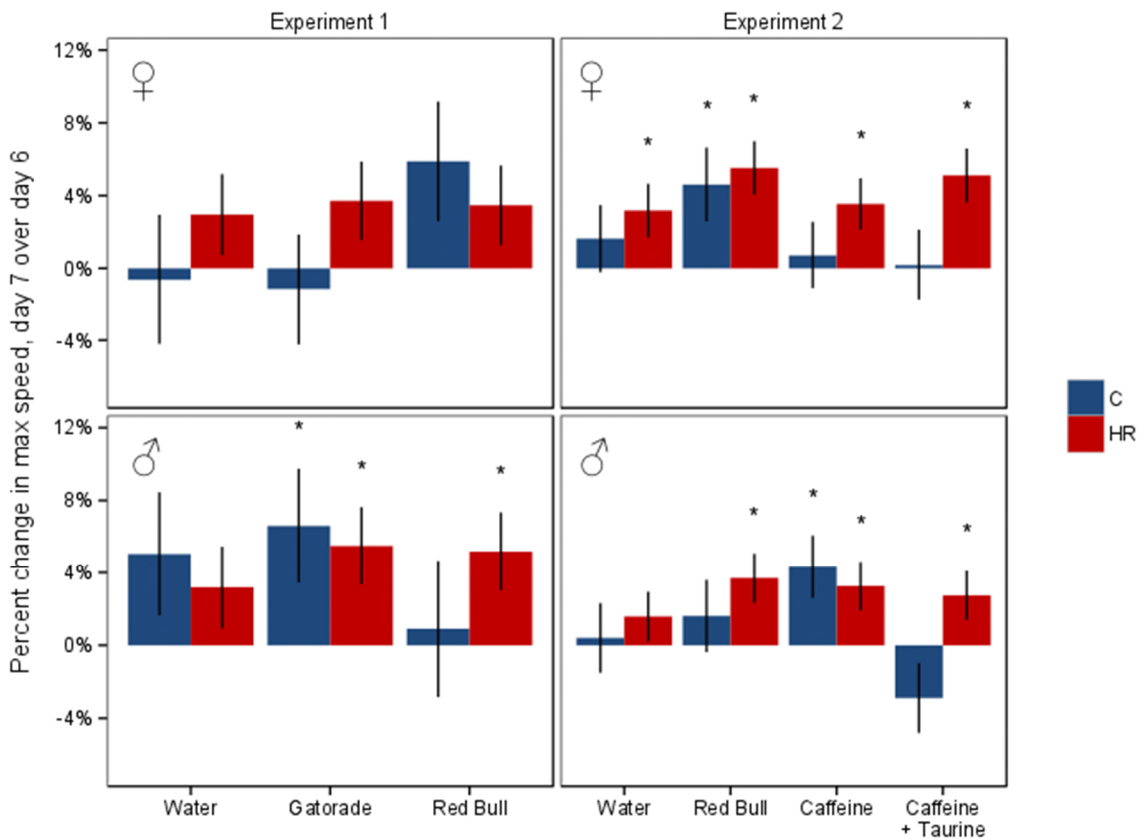 Experiment 1
Experiment 2
Percent change in max speed, day 7 over day 6
12%
8%
4%
0%
-4%
♀
♀
* * * * *
12%
8%
4%
0%
-4%
♂
♂
* * *
* * * *
Water
Gatorade
Red Bull
Water
Red Bull
Caffeine
Caffeine
+ Taurine
C
HR